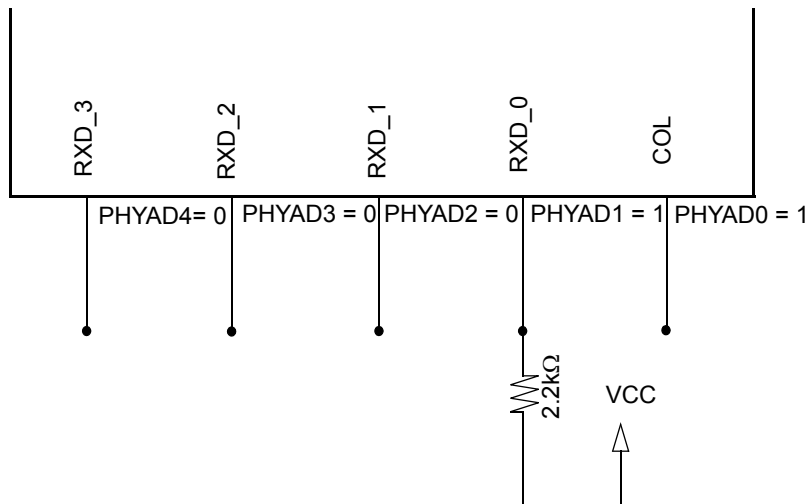 RXD_3
RXD_2
RXD_1
RXD_0
COL
PHYAD4= 0
PHYAD3 = 0
PHYAD2 = 0
PHYAD1 = 1
PHYAD0 = 1
2.2kΩ
VCC